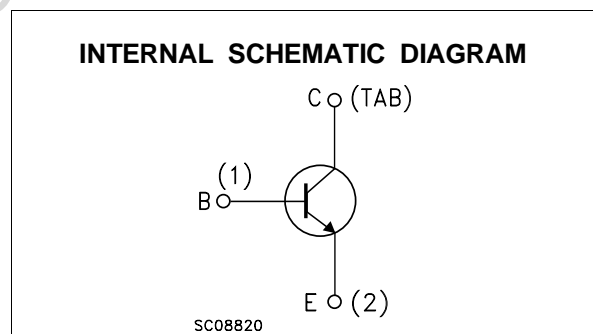 INTERNAL SCHEMATIC DIAGRAM
C (TAB)
(1)
B
E (2)
SC08820